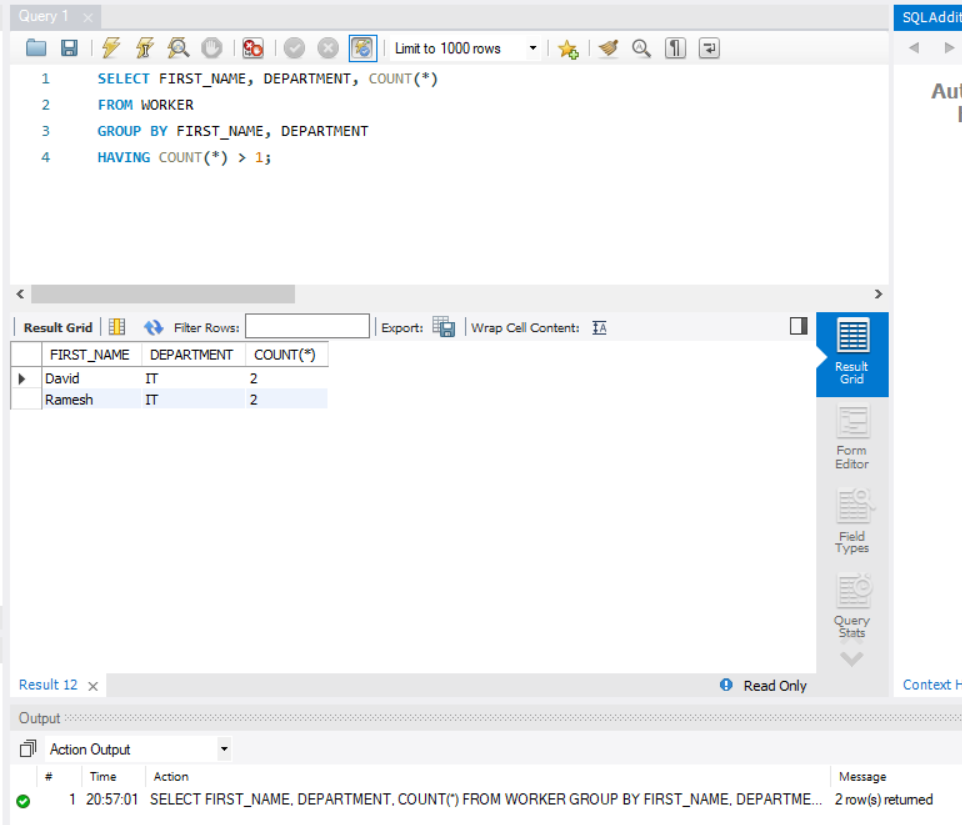 Query 1
SQLAddit
Limit to 1000 rows
Aut
1 SELECT FIRST_NAME, DEPARTMENT, COUNT(*)
2 FROM WORKER
3 GROUP BY FIRST_NAME, DEPARTMENT
4 HAVING COUNT(*) > 1;
Result Grid Filter Rows: Export: Wrap Cell Content: IA
FIRST_NAME DEPARTMENT COUNT(*)
David IT 2
Ramesh IT 2
Result
Grid
Form
Editor
Field
Types
Query
Stats
Result 12
Read Only
Context H
Output
Action Output
# Time Action Message
1 20:57:01 SELECT FIRST_NAME, DEPARTMENT, COUNT(*) FROM WORKER GROUP BY FIRST_NAME, DEPARTME... 2 row(s) returned